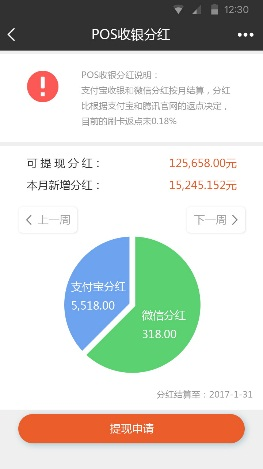 12:30
POS收银分红
POS收银分红说明：
支付宝收银和微信分红按月结算，分红
比根据支付宝和腾讯官网的返点决定，
目前的刷卡返点未0.18%
可提现分红： 125,658.00元
本月新增分红： 15,245.152元
上一周 下一周
支付宝分红
5,518.00
微信分红
318.00
分红结算至：2017-1-31
提现申请